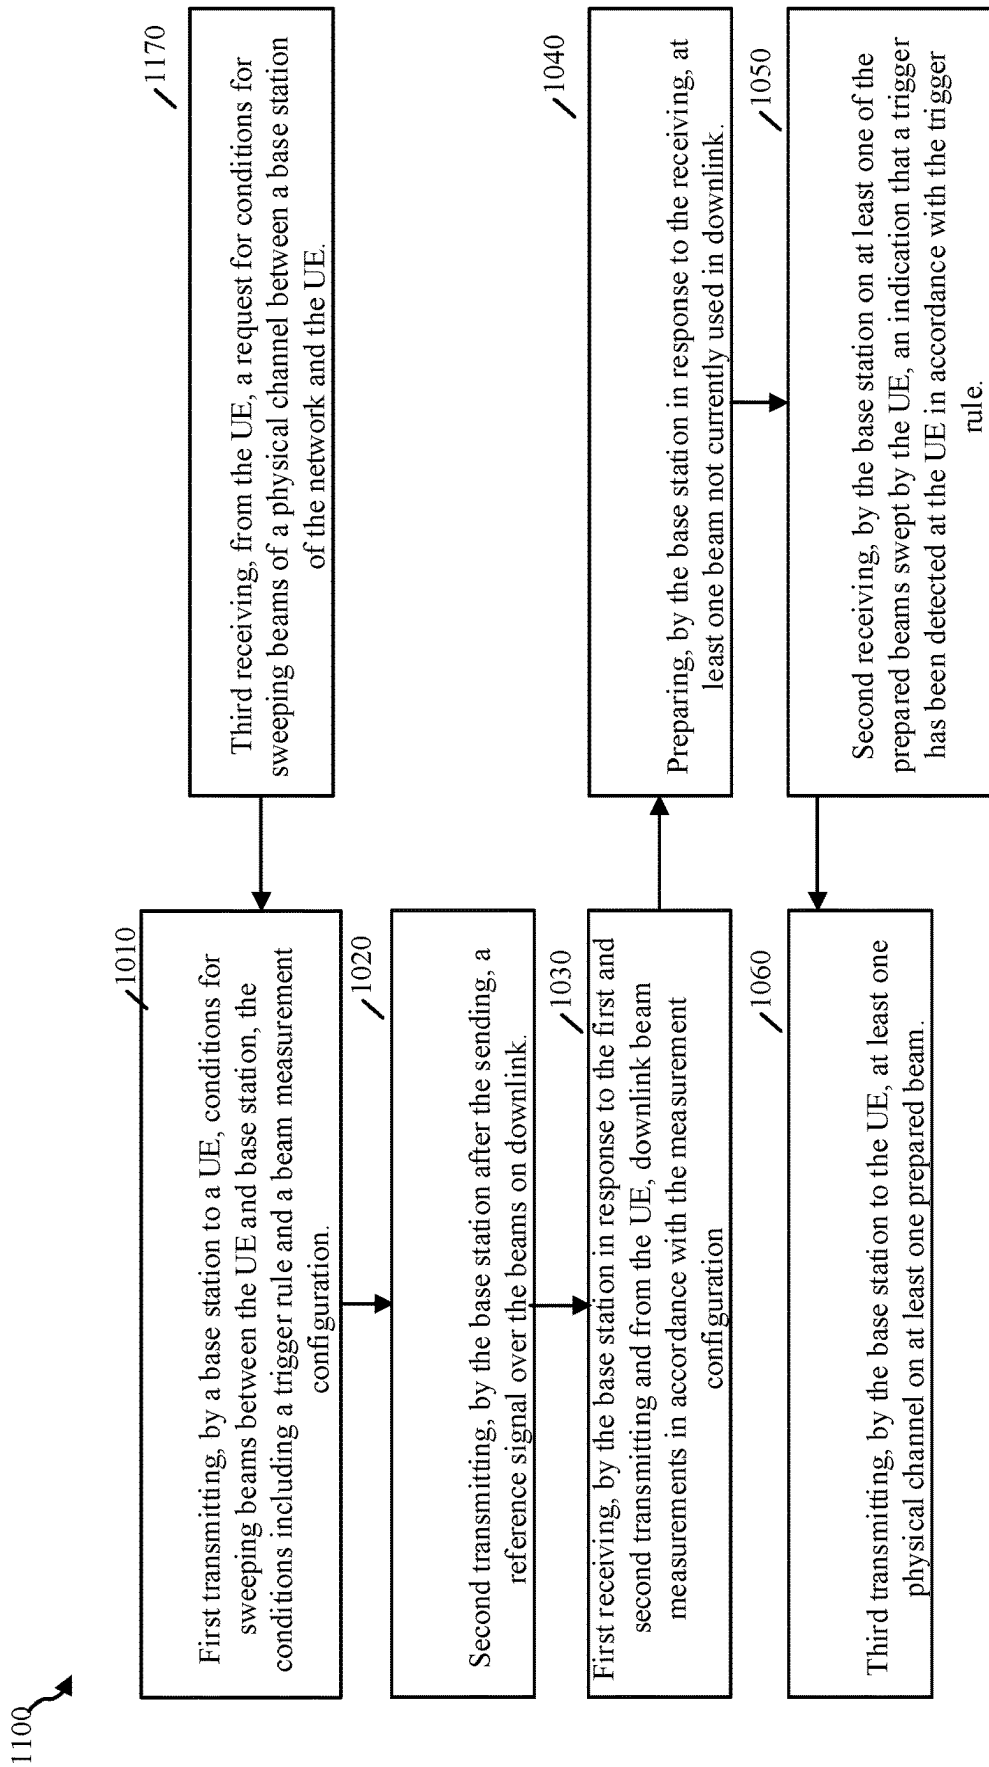 1100
1170
Third receiving, from the UE, a request for conditions for
sweeping beams of a physical channel between a base station
of the network and the UE.
1010
First transmitting, by a base station to a UE, conditions for
sweeping beams between the UE and base station, the
conditions including a trigger rule and a beam measurement
configuration.
1020
Second transmitting, by the base station after the sending, a
reference signal over the beams on downlink.
1030
First receiving, by the base station in response to the first and
second transmitting and from the UE, downlink beam
measurements in accordance with the measurement
configuration
1040
Preparing, by the base station in response to the receiving, at
least one beam not currently used in downlink.
1050
Second receiving, by the base station on at least one of the
prepared beams swept by the UE, an indication that a trigger
has been detected at the UE in accordance with the trigger
rule.
1060
Third transmitting, by the base station to the UE, at least one
physical channel on at least one prepared beam.